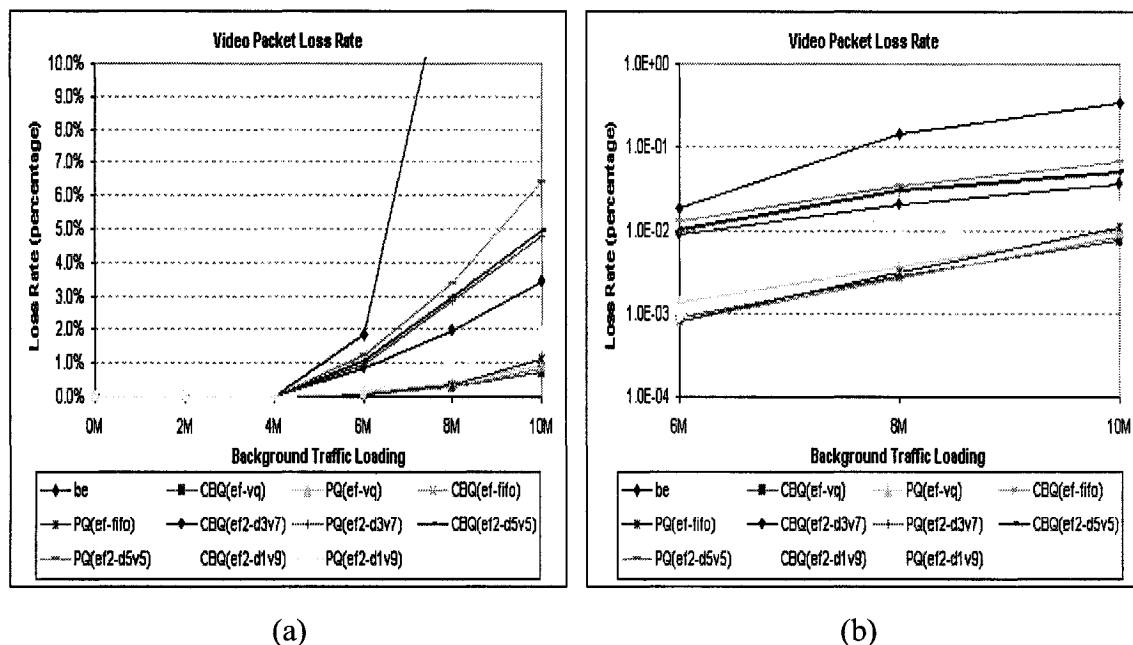 Video Packet Loss Rate
10.0%
9.0%
8.0%
7.0%
6.0%
5.0%
4.0%
3.0%
2.0%
1.0%
0.0%
Loss Rate (percentage)
0M 2M 4M 6M 8M 10M
Background Traffic Loading
be CBQ(ef-vq) PQ(ef-vq) CBQ(ef-fifo)
PQ(ef-fifo) CBQ(ef2-d3v7) PQ(ef2-d3v7) CBQ(ef2-d5v5)
PQ(ef2-d5v5) CBQ(ef2-d1v9) PQ(ef2-d1v9)
(a)
Video Packet Loss Rate
1.0E+00
1.0E-01
1.0E-02
1.0E-03
1.0E-04
Loss Rate (percentage)
6M 8M 10M
Background Traffic Loading
be CBQ(ef-vq) PQ(ef-vq) CBQ(ef-fifo)
PQ(ef-fifo) CBQ(ef2-d3v7) PQ(ef2-d3v7) CBQ(ef2-d5v5)
PQ(ef2-d5v5) CBQ(ef2-d1v9) PQ(ef2-d1v9)
(b)